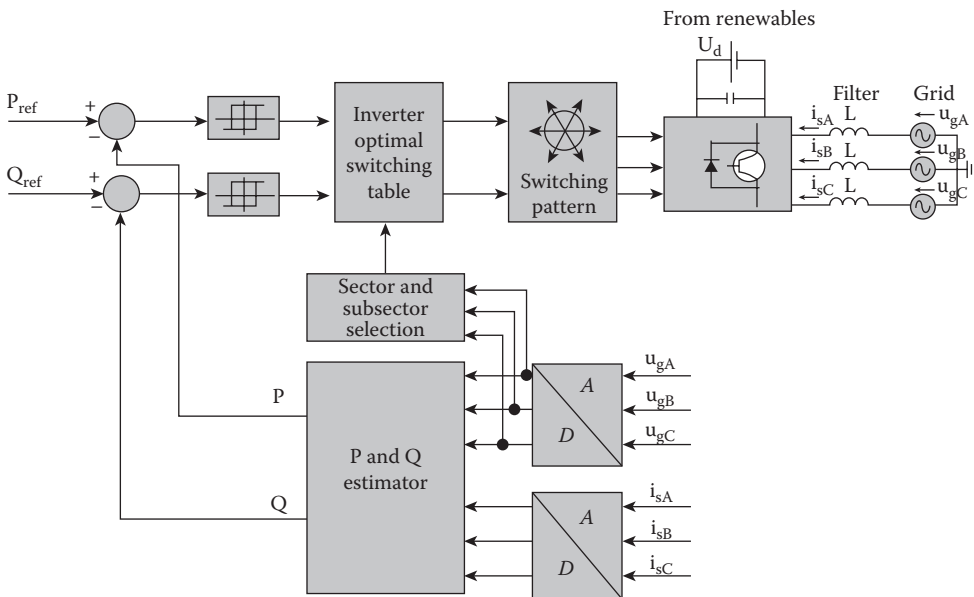 From renewables
U_d
P_ref
+
−
Q_ref
+
−
Inverter
optimal
switching
table
Switching
pattern
Filter
Grid
i_sA
L
u_gA
i_sB
L
u_gB
i_sC
L
u_gC
Sector and
subsector
selection
P
Q
P and Q
estimator
A
D
u_gA
u_gB
u_gC
A
D
i_sA
i_sB
i_sC